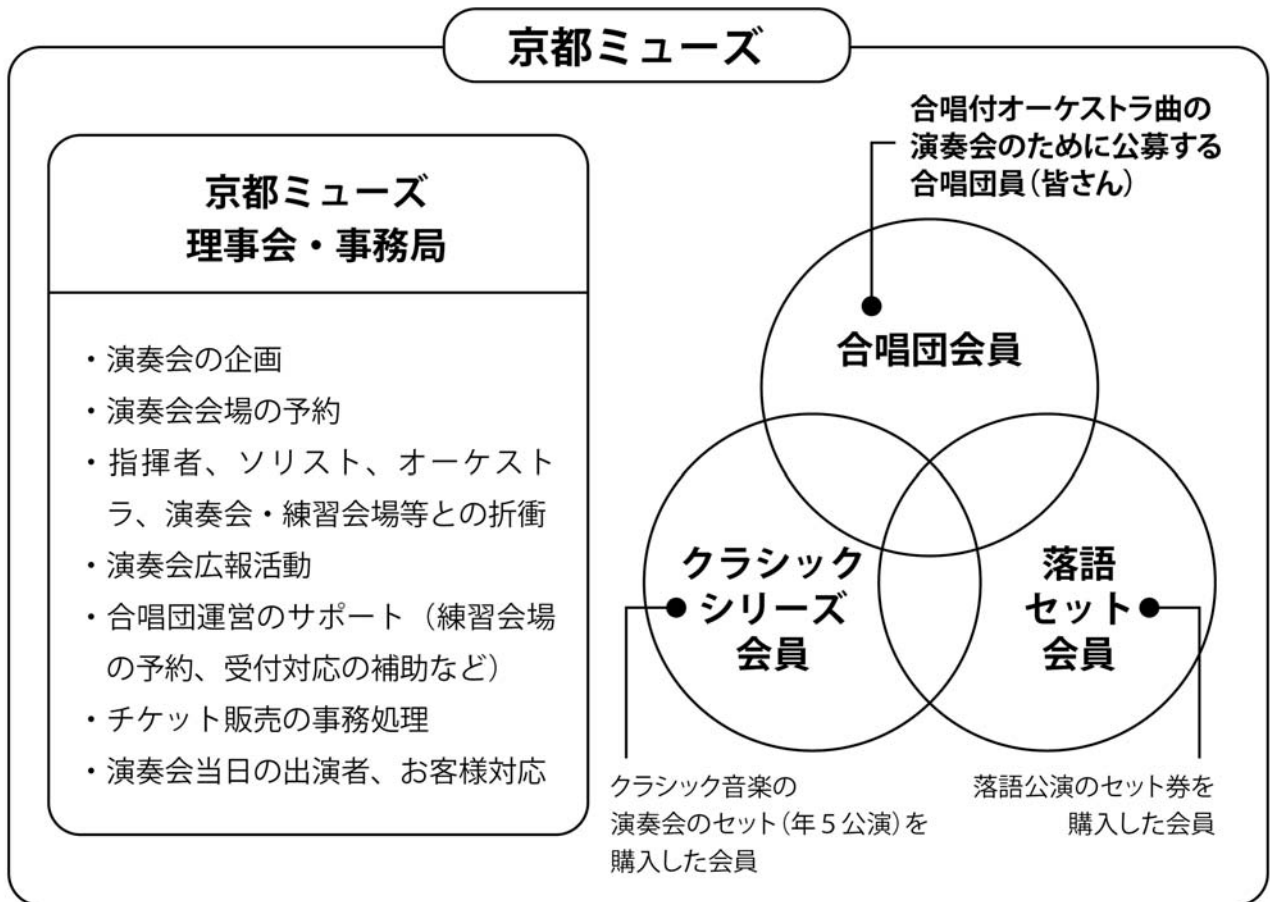 京都ミューズ
京都ミューズ
理事会・事務局
・演奏会の企画
・演奏会会場の予約
・指揮者、ソリスト、オーケスト
ラ、演奏会・練習会場等との折衝
・演奏会広報活動
・合唱団運営のサポート（練習会場
の予約、受付対応の補助など）
・チケット販売の事務処理
・演奏会当日の出演者、お客様対応
合唱付オーケストラ曲の
演奏会のために公募する
合唱団員（皆さん）
合唱団会員
クラシック
シリーズ
会員
落語
セット
会員
クラシック音楽の
演奏会のセット（年５公演）を
購入した会員
落語公演のセット券を
購入した会員